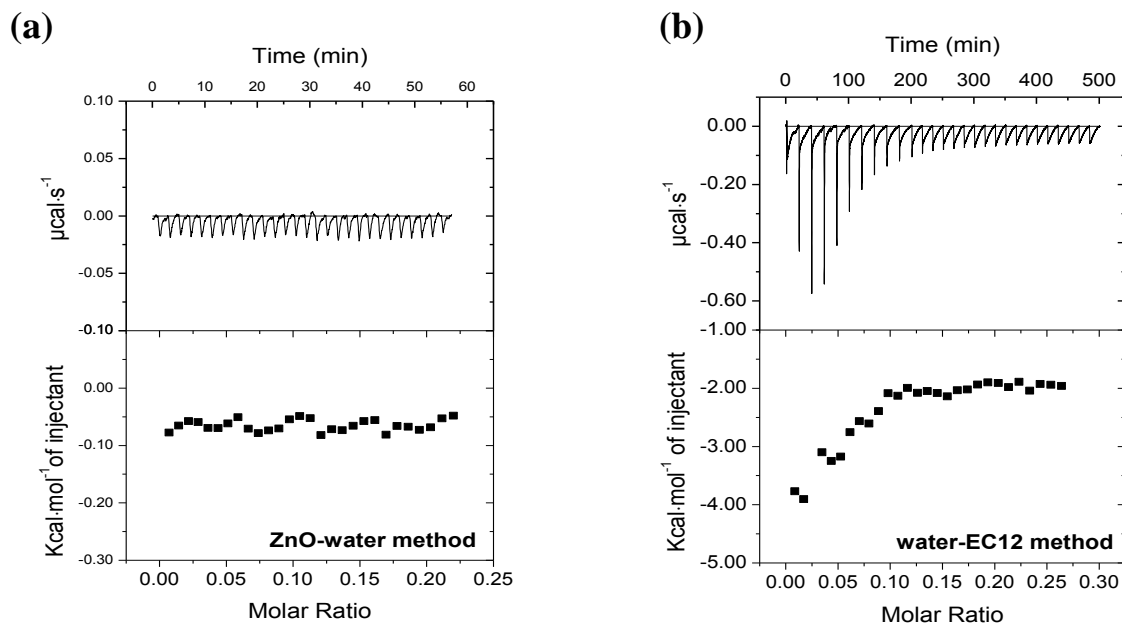 (a)
Time (min)
0 10 20 30 40 50 60
0.10
0.05
0.00
-0.05
-0.10
µcal·s⁻¹
0.00
-0.10
-0.20
-0.30
Kcal·mol⁻¹ of injectant
ZnO-water method
0.00 0.05 0.10 0.15 0.20 0.25
Molar Ratio
(b)
Time (min)
0 50 100 150 200 250 300 350 400 450 500
0.00
-0.20
-0.40
-0.60
µcal·s⁻¹
-1.00
-2.00
-3.00
-4.00
-5.00
Kcal·mol⁻¹ of injectant
water-EC12 method
0.00 0.05 0.10 0.15 0.20 0.25 0.30
Molar Ratio